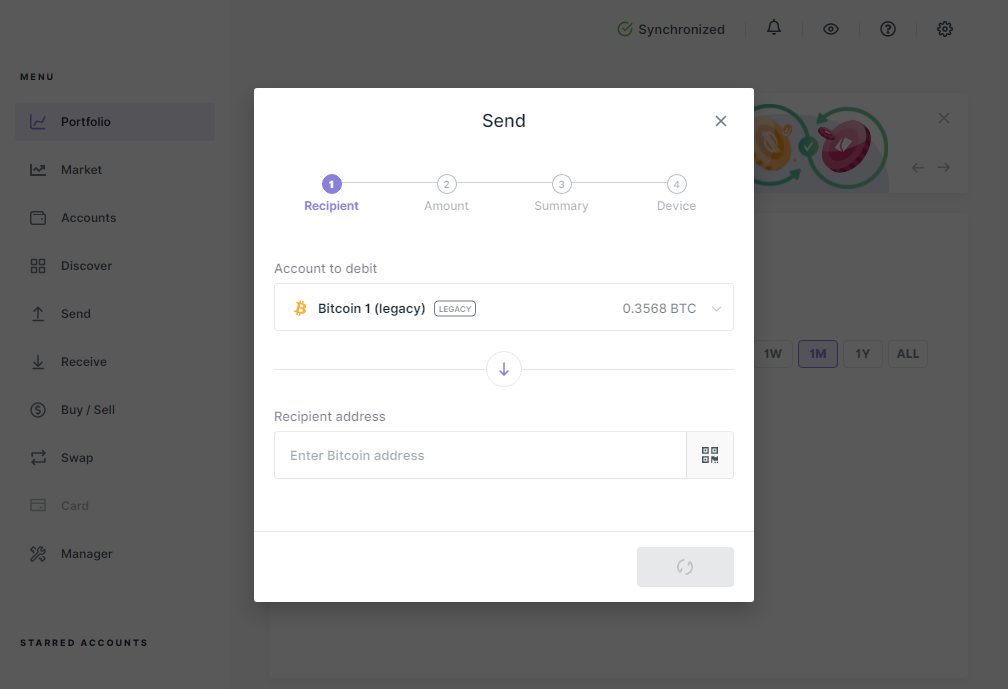 Synchronized
MENU
Portfolio
Market
Accounts
Discover
Send
Receive
Buy / Sell
Swap
Card
Manager
STARRED ACCOUNTS
Send
1 2 3 4
Recipient Amount Summary Device
Account to debit
Bitcoin 1 (legacy) LEGACY 0.3568 BTC
Recipient address
Enter Bitcoin address
1W 1M 1Y ALL